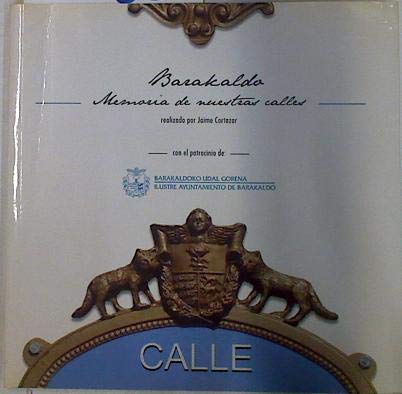 Barakaldo
Memoria de nuestras calles
realizado por Jaime Cortazar
con el patrocinio de:
BARAKALDOKO UDAL GORENA
ILUSTRE AYUNTAMIENTO DE BARAKALDO
CALLE